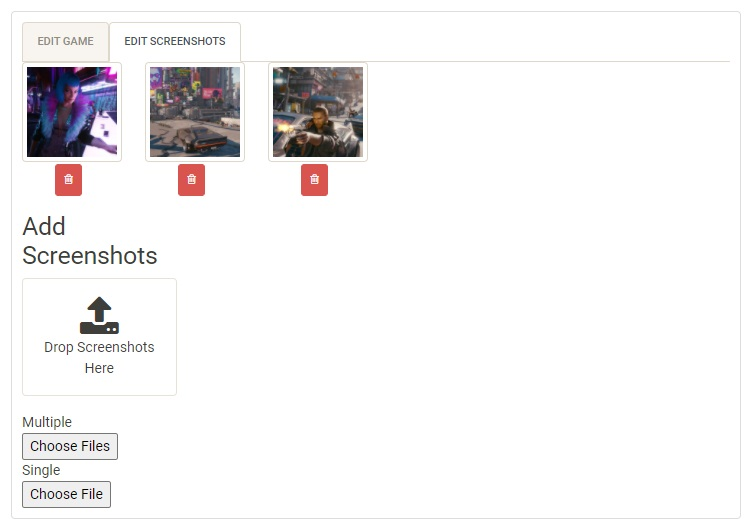 EDIT GAME
EDIT SCREENSHOTS
Add
Screenshots
Drop Screenshots
Here
Multiple
Choose Files
Single
Choose File